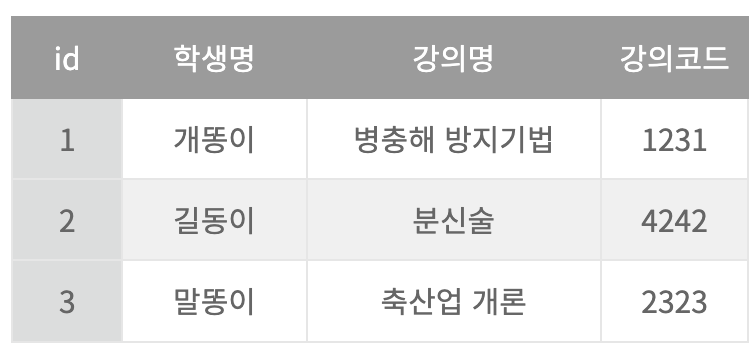 id 학생명 강의명 강의코드
1 개똥이 병충해 방지기법 1231
2 길동이 분신술 4242
3 말똥이 축산업 개론 2323